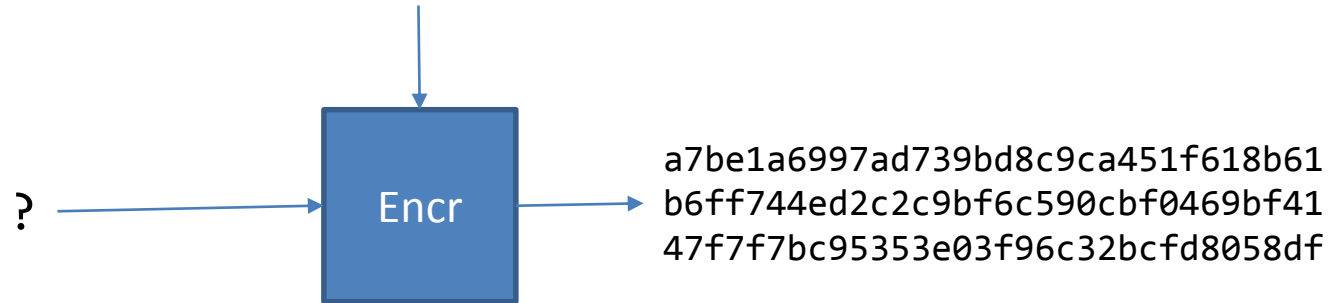 ?
Encr
a7be1a6997ad739bd8c9ca451f618b61
b6ff744ed2c2c9bf6c590cbf0469bf41
47f7f7bc95353e03f96c32bcfd8058df